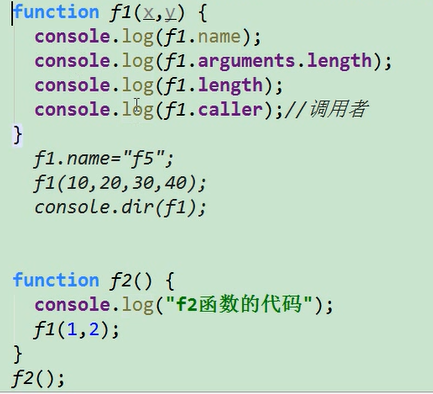 function f1(x,y) {
  console.log(f1.name);
  console.log(f1.arguments.length);
  console.log(f1.length);
  console.log(f1.caller);//调用者
}
  f1.name="f5";
  f1(10,20,30,40);
  console.dir(f1);
function f2() {
  console.log("f2函数的代码");
  f1(1,2);
}
f2();